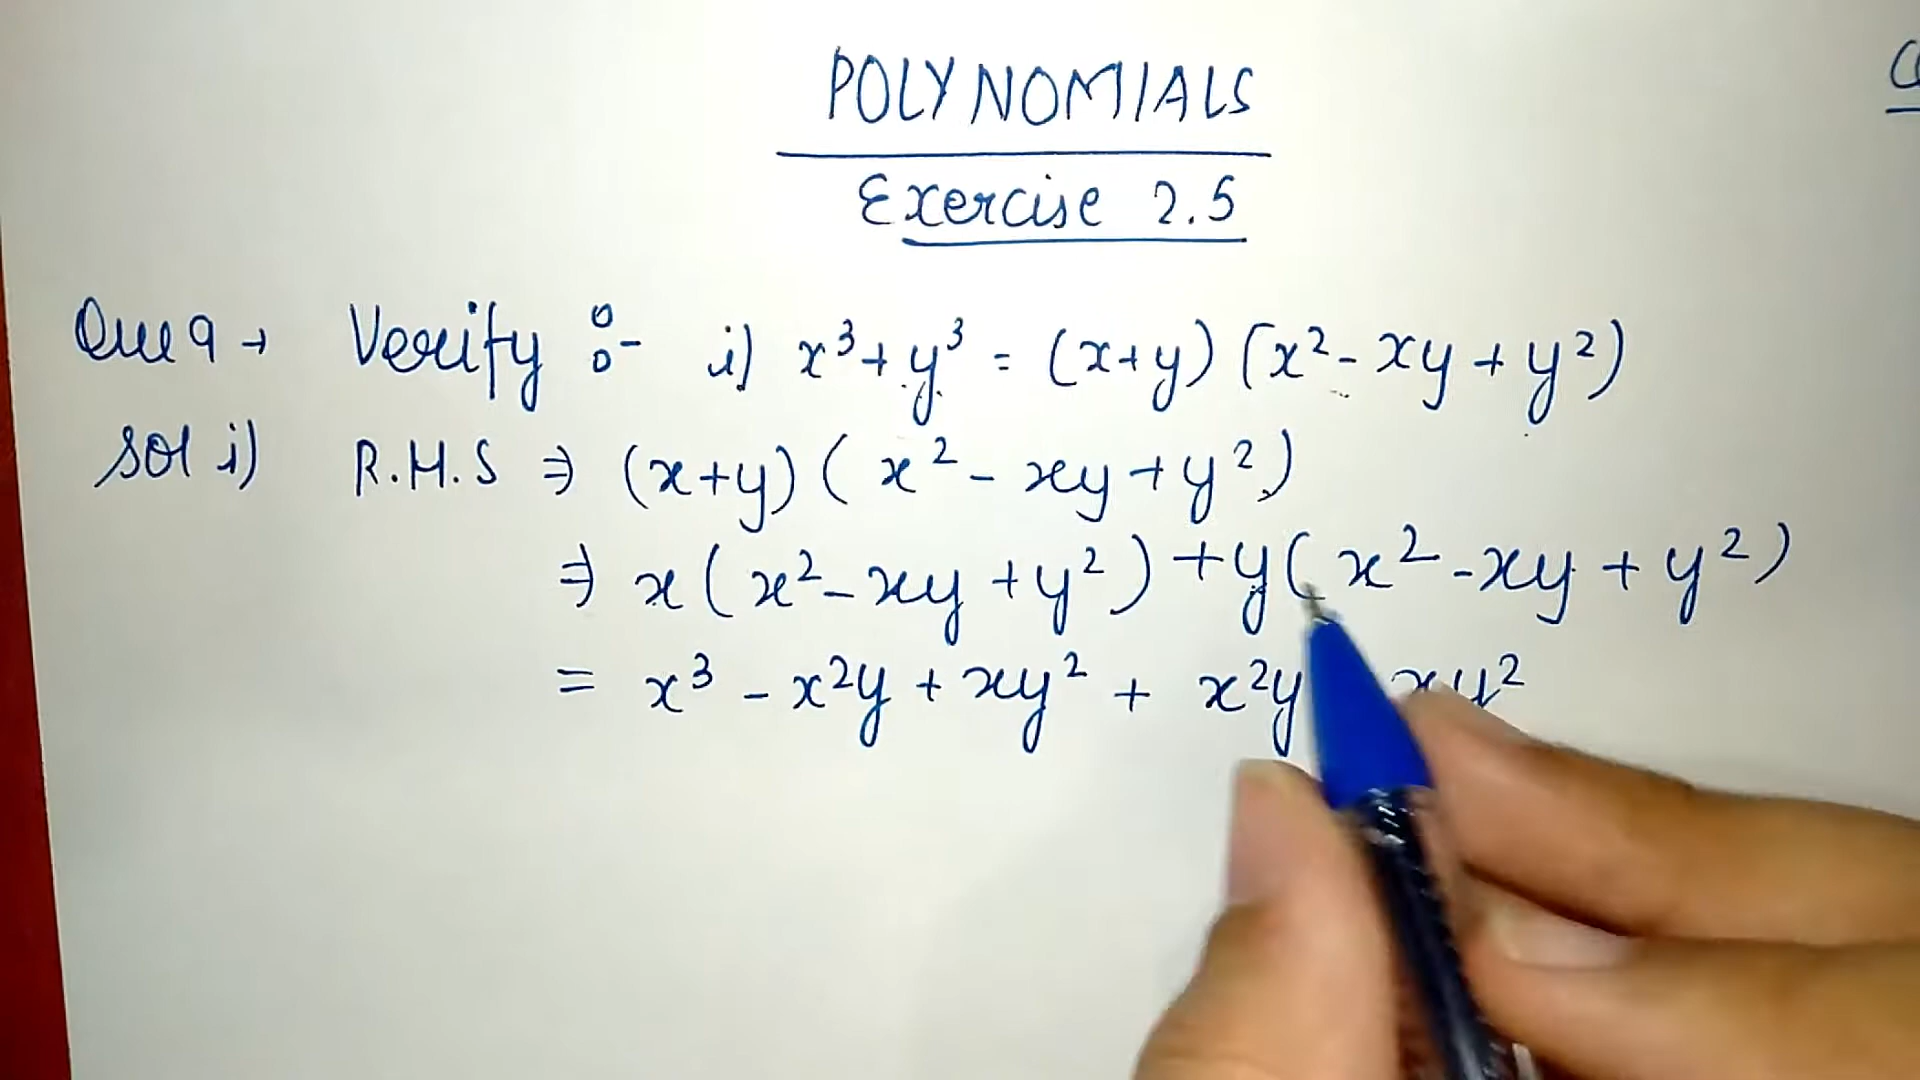 POLYNOMIALS
Exercise 2.5
Que 9 → Verify :- i) x³ + y³ = (x+y) (x² - xy + y²)
sol i) R.H.S ⇒ (x+y) ( x² - xy + y²)
⇒ x ( x² - xy + y² ) + y ( x² - xy + y² )
= x³ - x²y + xy² + x²y xy²